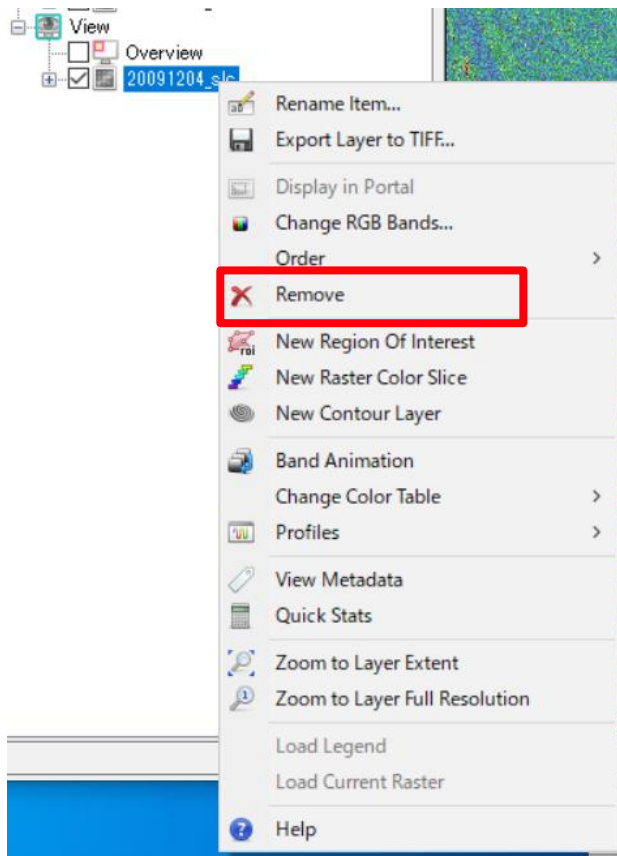 View
Overview
20091204_slc
Rename Item...
Export Layer to TIFF...
Display in Portal
Change RGB Bands...
Order
Remove
New Region Of Interest
New Raster Color Slice
New Contour Layer
Band Animation
Change Color Table
Profiles
View Metadata
Quick Stats
Zoom to Layer Extent
Zoom to Layer Full Resolution
Load Legend
Load Current Raster
Help